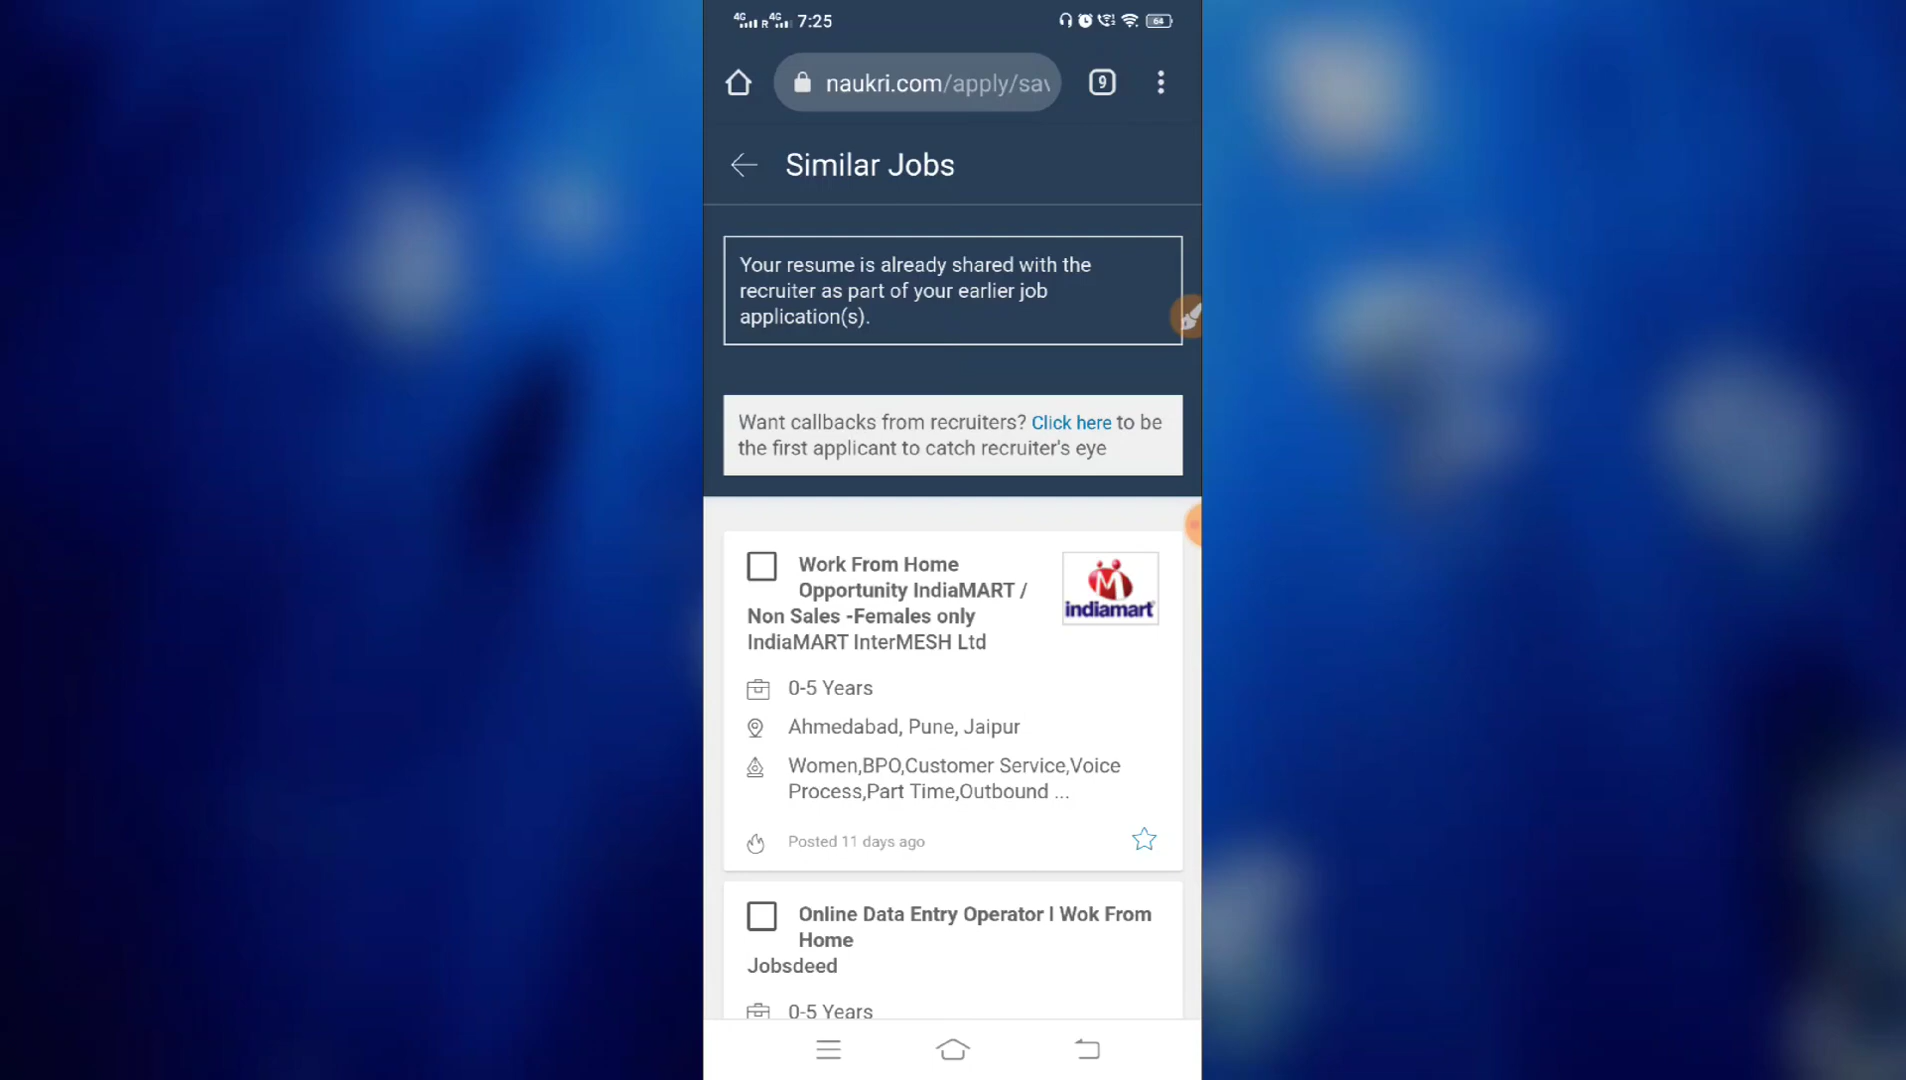 4G R 4G 7:25 64
naukri.com/apply/sav 9
Similar Jobs
Your resume is already shared with the
recruiter as part of your earlier job
application(s).
Want callbacks from recruiters? Click here to be
the first applicant to catch recruiter's eye
Work From Home
Opportunity IndiaMART /
Non Sales -Females only
IndiaMART InterMESH Ltd
M
indiamart
0-5 Years
Ahmedabad, Pune, Jaipur
Women,BPO,Customer Service,Voice
Process,Part Time,Outbound ...
Posted 11 days ago
Online Data Entry Operator I Wok From
Home
Jobsdeed
0-5 Years